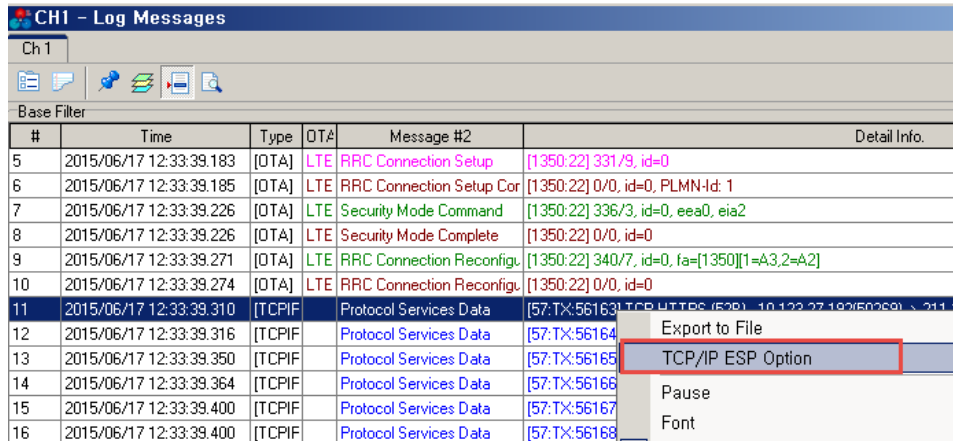 CH1 - Log Messages
Ch 1
Base Filter
# Time Type OTA Message #2 Detail Info.
5 2015/06/17 12:33:39.183 [OTA] LTE RRC Connection Setup [1350:22] 331/9, id=0
6 2015/06/17 12:33:39.185 [OTA] LTE RRC Connection Setup Cor [1350:22] 0/0, id=0, PLMN-Id: 1
7 2015/06/17 12:33:39.226 [OTA] LTE Security Mode Command [1350:22] 336/3, id=0, eea0, eia2
8 2015/06/17 12:33:39.226 [OTA] LTE Security Mode Complete [1350:22] 0/0, id=0
9 2015/06/17 12:33:39.271 [OTA] LTE RRC Connection Reconfigu [1350:22] 340/7, id=0, fa=[1350][1=A3,2=A2]
10 2015/06/17 12:33:39.274 [OTA] LTE RRC Connection Reconfigu [1350:22] 0/0, id=0
11 2015/06/17 12:33:39.310 [TCPIF Protocol Services Data [57:TX:56163] TCP HTTPS
12 2015/06/17 12:33:39.316 [TCPIF Protocol Services Data [57:TX:56164
Export to File
13 2015/06/17 12:33:39.350 [TCPIF Protocol Services Data [57:TX:56165
TCP/IP ESP Option
14 2015/06/17 12:33:39.364 [TCPIF Protocol Services Data [57:TX:56166
Pause
15 2015/06/17 12:33:39.400 [TCPIF Protocol Services Data [57:TX:56167
Font
16 2015/06/17 12:33:39.400 [TCPIF Protocol Services Data [57:TX:56168